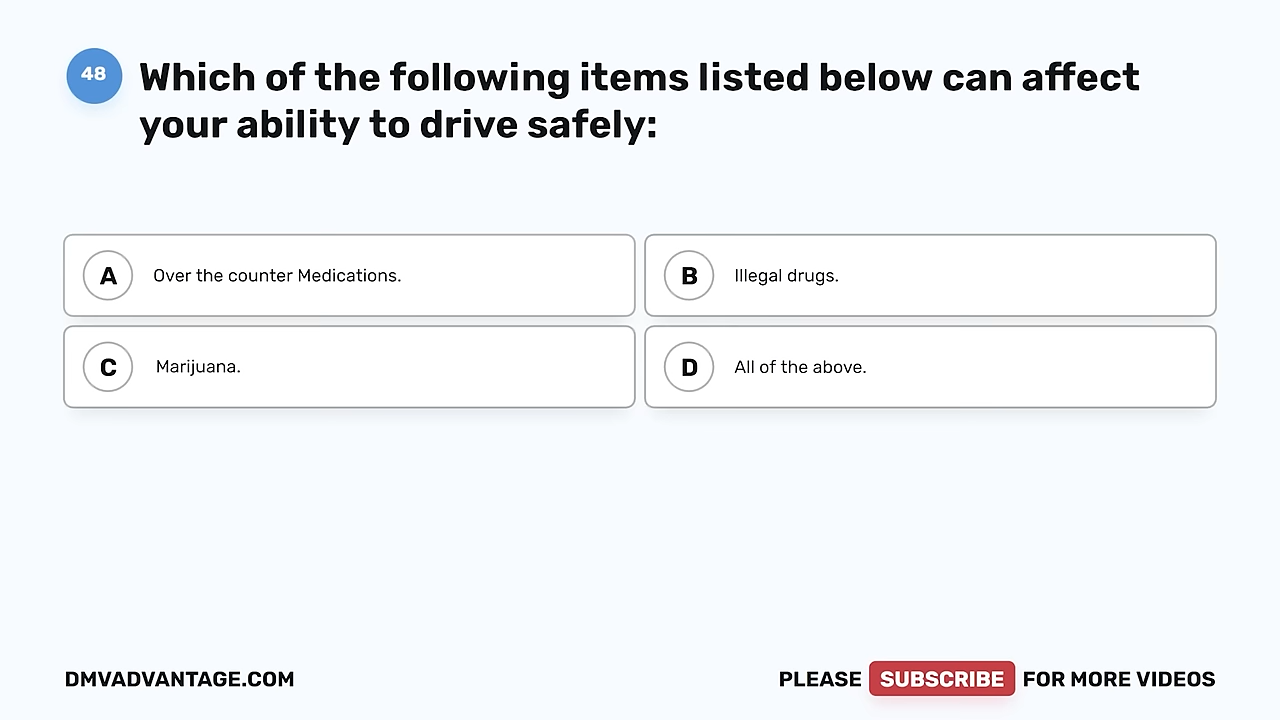 48
Which of the following items listed below can affect
your ability to drive safely:
A Over the counter Medications.
B Illegal drugs.
C Marijuana.
D All of the above.
DMVADVANTAGE.COM
PLEASE SUBSCRIBE FOR MORE VIDEOS